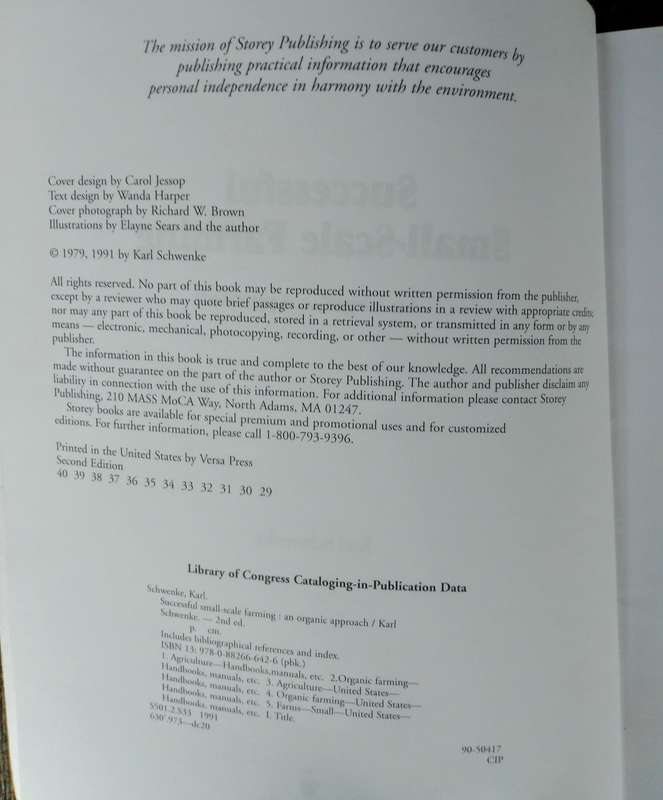 The mission of Storey Publishing is to serve our customers by
publishing practical information that encourages
personal independence in harmony with the environment.
Cover design by Carol Jessop
Text design by Wanda Harper
Cover photograph by Richard W. Brown
Illustrations by Elayne Sears and the author
© 1979, 1991 by Karl Schwenke
All rights reserved. No part of this book may be reproduced without written permission from the publisher,
except by a reviewer who may quote brief passages or reproduce illustrations in a review with appropriate credits;
nor may any part of this book be reproduced, stored in a retrieval system, or transmitted in any form or by any
means — electronic, mechanical, photocopying, recording, or other — without written permission from the
publisher.
The information in this book is true and complete to the best of our knowledge. All recommendations are
made without guarantee on the part of the author or Storey Publishing. The author and publisher disclaim any
liability in connection with the use of this information. For additional information please contact Storey
Publishing, 210 MASS MoCA Way, North Adams, MA 01247.
Storey books are available for special premium and promotional uses and for customized
editions. For further information, please call 1-800-793-9396.
Printed in the United States by Versa Press
Second Edition
40 39 38 37 36 35 34 33 32 31 30 29
Library of Congress Cataloging-in-Publication Data
Schwenke, Karl.
Successful small-scale farming : an organic approach / Karl
Schwenke. — 2nd ed.
p. cm.
Includes bibliographical references and index.
ISBN 13: 978-0-88266-642-6 (pbk.)
1. Agriculture—Handbooks,manuals, etc. 2.Organic farming—
Handbooks, manuals, etc. 3. Agriculture—United States—
Handbooks, manuals, etc. 4. Organic farming—United States—
Handbooks, manuals, etc. 5. Farms—Small—United States—
Handbooks, manuals, etc. I. Title.
S501.2.S33 1991
630'.973—dc20
90-50417
CIP